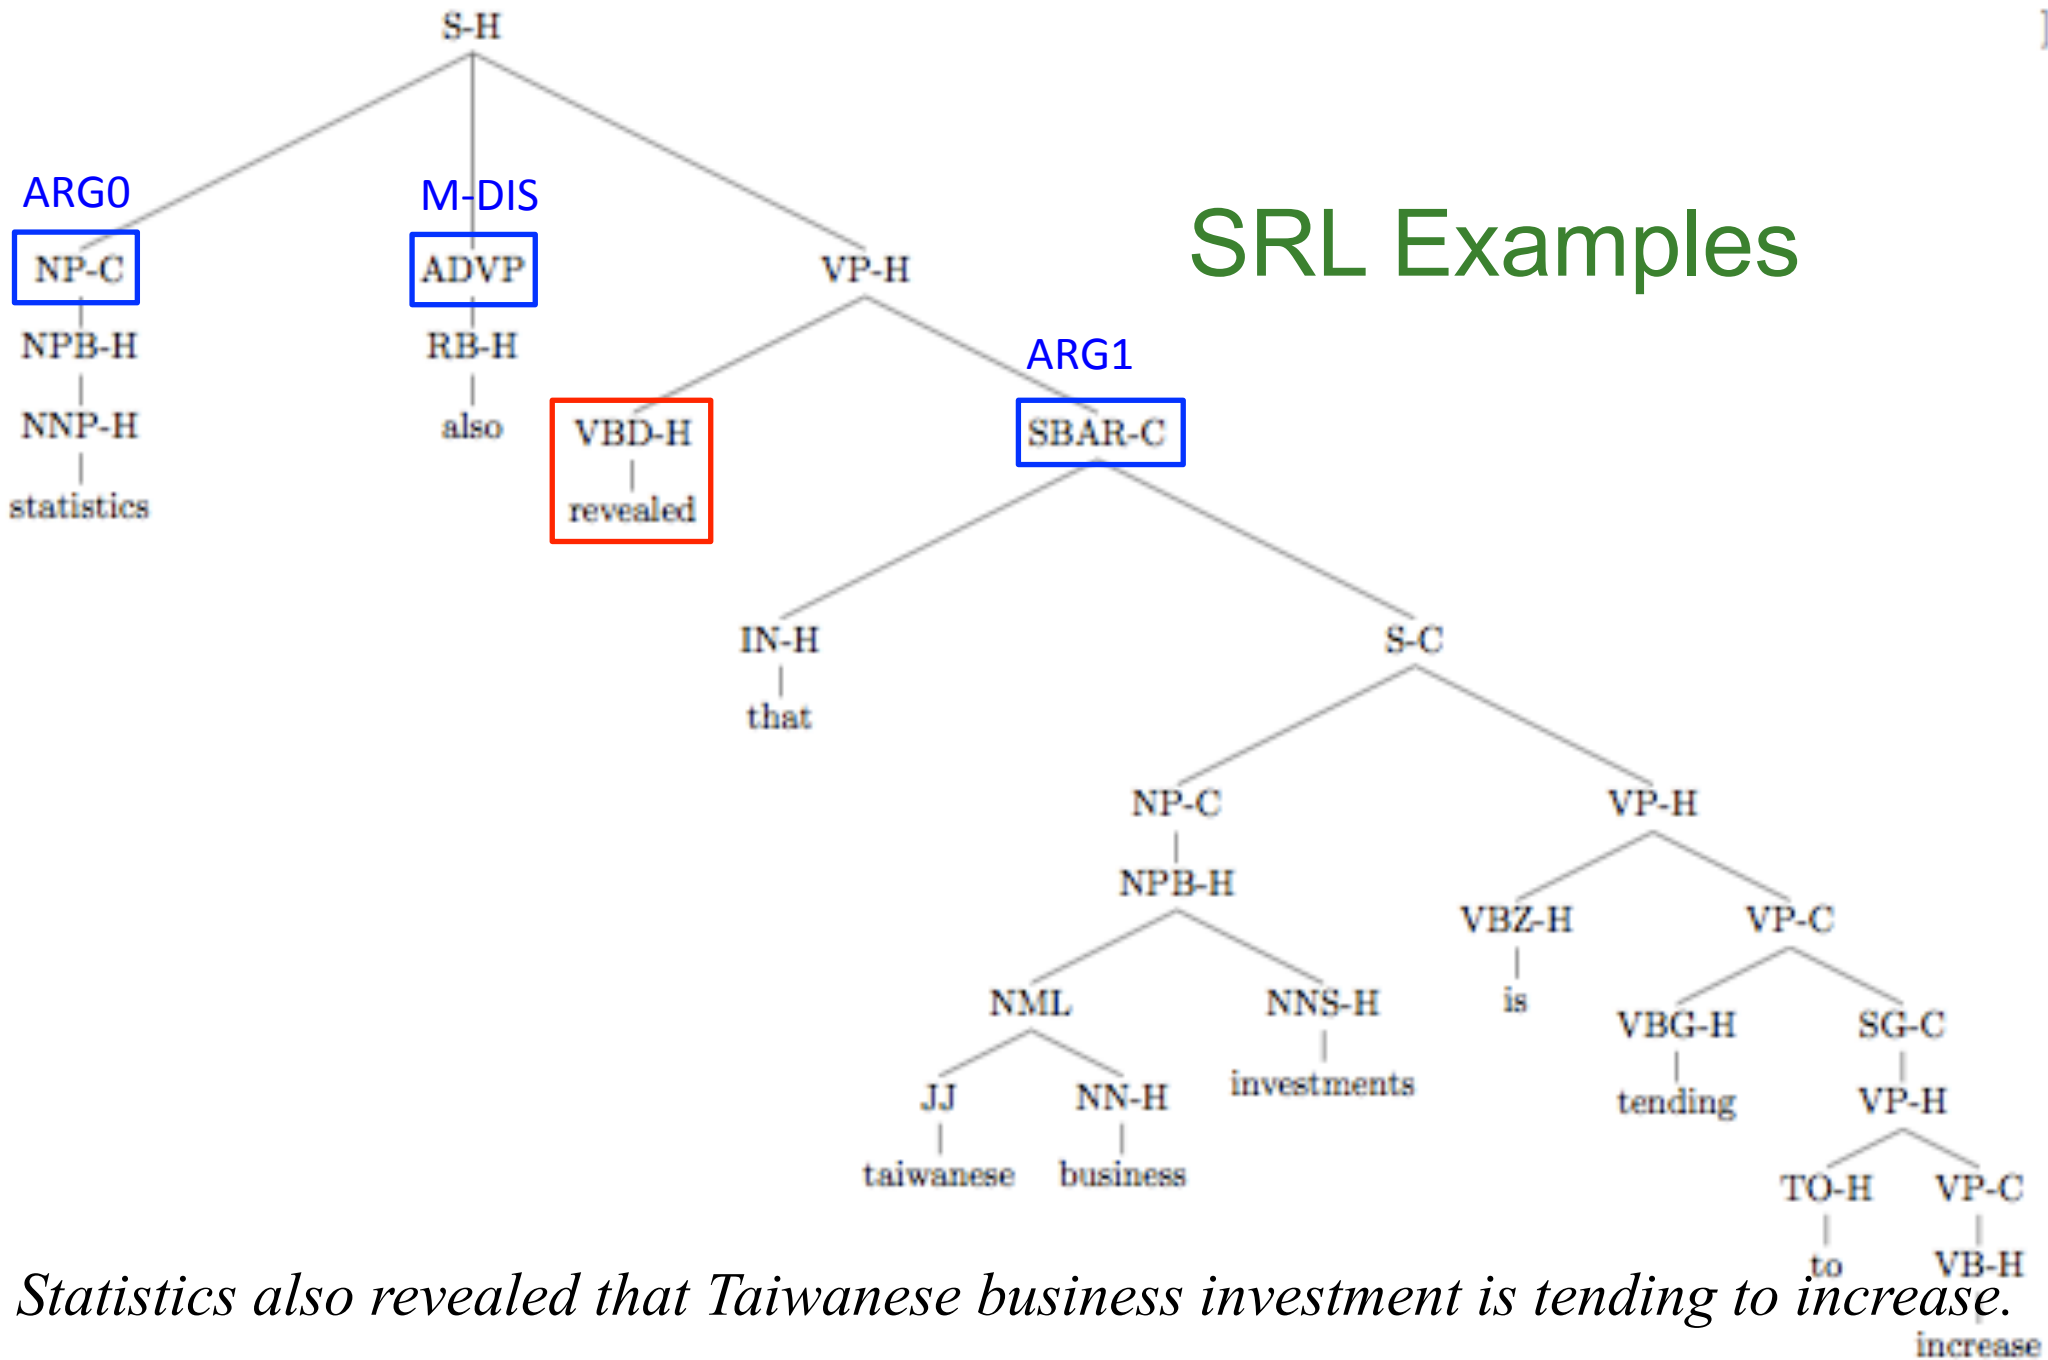 S-H
ARG0
M-DIS
SRL Examples
NP-C
ADVP
VP-H
NPB-H
RB-H
ARG1
NNP-H
also
VBD-H
SBAR-C
statistics
revealed
IN-H
S-C
that
NP-C
VP-H
NPB-H
VBZ-H
VP-C
NML
NNS-H
is
VBG-H
SG-C
JJ
NN-H
investments
tending
VP-H
taiwanese
business
TO-H
VP-C
to
VB-H
Statistics also revealed that Taiwanese business investment is tending to increase.
increase